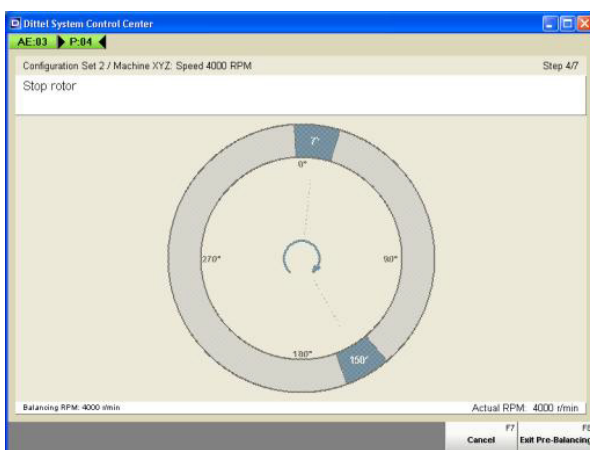 Dittel System Control Center
AE:03 P:04
Configuration Set 2 / Machine XYZ: Speed 4000 RPM Step 4/7
Stop rotor
7°
0°
270° 90°
180°
150°
Balancing RPM: 4000 r/min Actual RPM: 4000 r/min
F7 F8
Cancel Exit Pre-Balancing